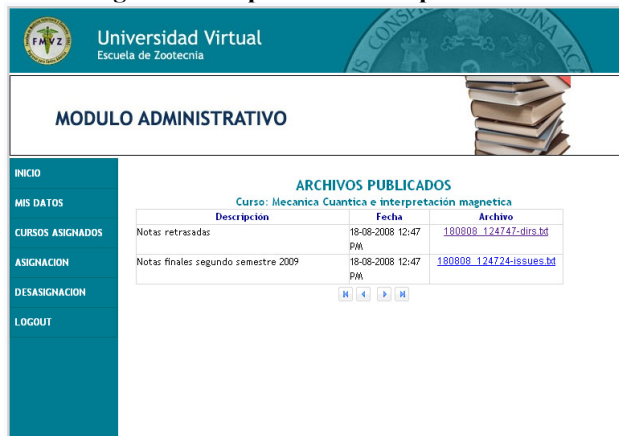 FMVZ
Universidad Virtual
Escuela de Zootecnia
MODULO ADMINISTRATIVO
INICIO
MIS DATOS
CURSOS ASIGNADOS
ASIGNACION
DESASIGNACION
LOGOUT
ARCHIVOS PUBLICADOS
Curso: Mecanica Cuantica e interpretación magnetica
Descripción Fecha Archivo
Notas retrasadas 18-08-2008 12:47 PM 180808_124747-dirs.txt
Notas finales segundo semestre 2009 18-08-2008 12:47 PM 180808_124724-issues.txt